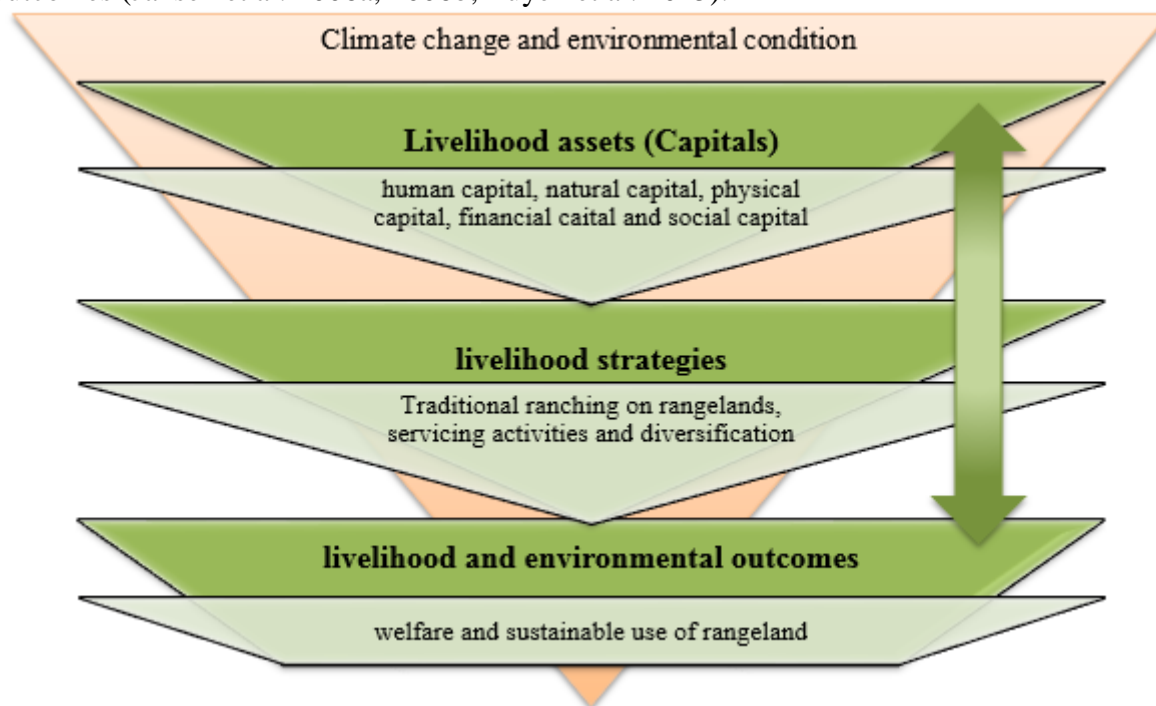 Climate change and environmental condition
Livelihood assets (Capitals)
human capital, natural capital, physical
capital, financial caital and social capital
livelihood strategies
Traditional ranching on rangelands,
servicing activities and diversification
livelihood and environmental outcomes
welfare and sustainable use of rangeland